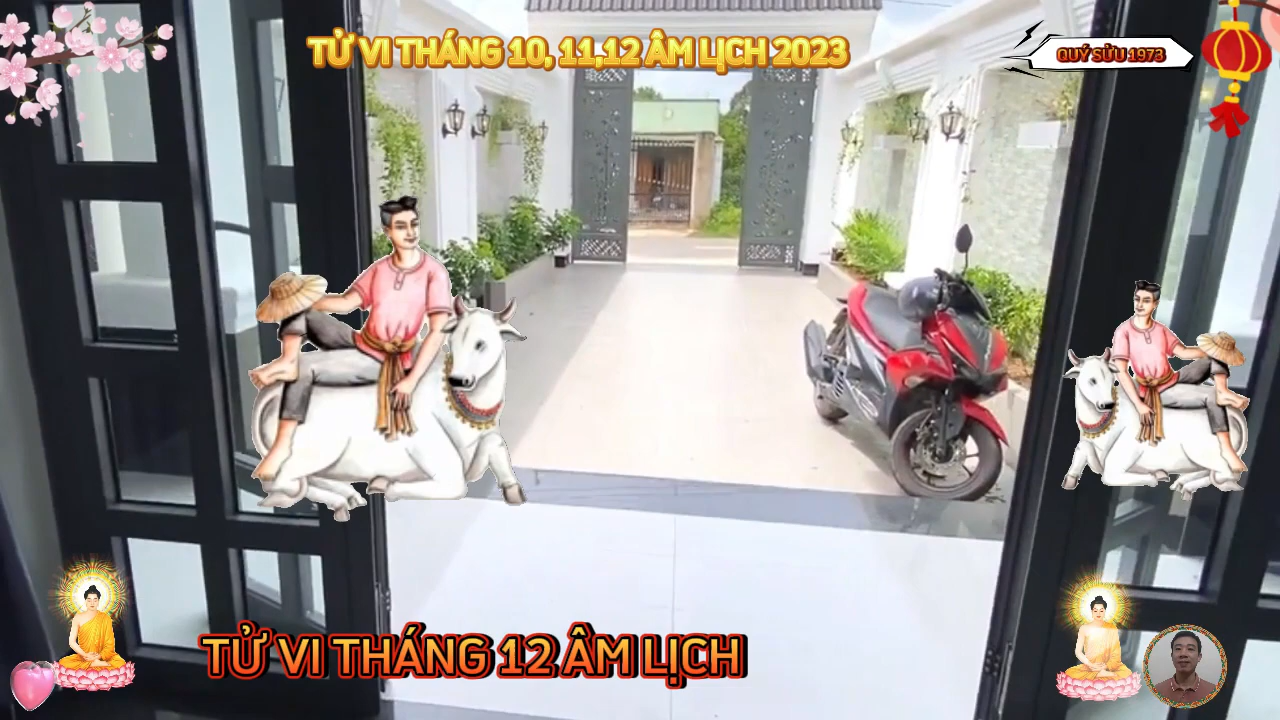 TỬ VI THÁNG 10, 11,12 ÂM LỊCH 2023
QUÝ SỬU 1973
TỬ VI THÁNG 12 ÂM LỊCH